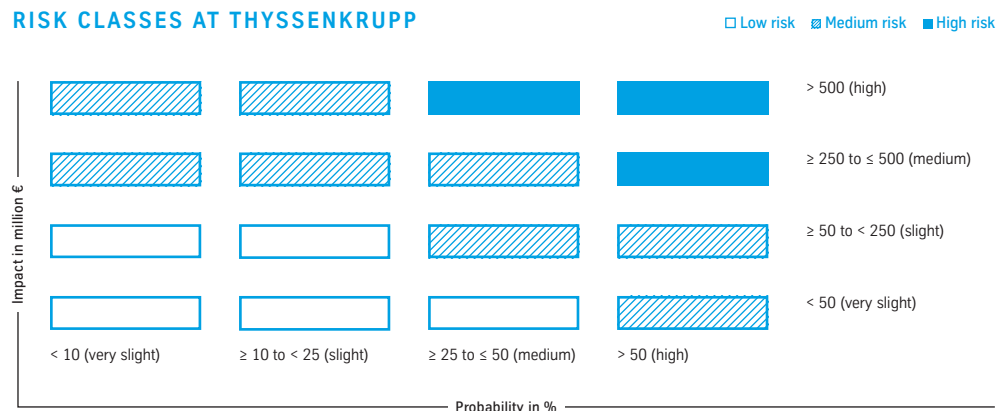 RISK CLASSES AT THYSSENKRUPP
Low risk Medium risk High risk
> 500 (high)
≥ 250 to ≤ 500 (medium)
≥ 50 to < 250 (slight)
< 50 (very slight)
Impact in million €
< 10 (very slight) ≥ 10 to < 25 (slight) ≥ 25 to ≤ 50 (medium) > 50 (high)
Probability in %